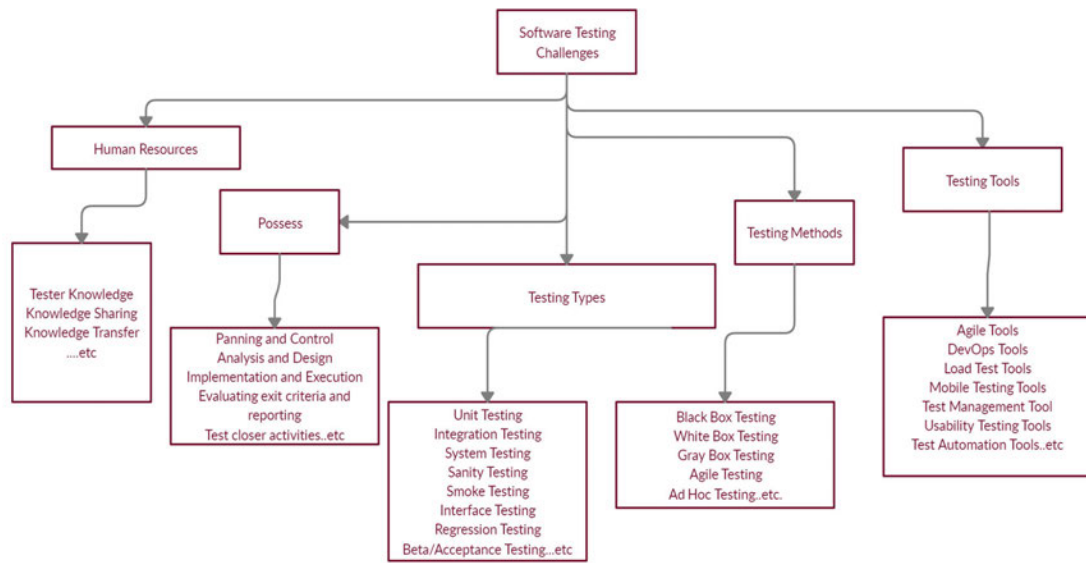 Software Testing
Challenges
Human Resources
Possess
Testing Types
Testing Methods
Testing Tools
Tester Knowledge
Knowledge Sharing
Knowledge Transfer
....etc
Panning and Control
Analysis and Design
Implementation and Execution
Evaluating exit criteria and
reporting
Test closer activities..etc
Unit Testing
Integration Testing
System Testing
Sanity Testing
Smoke Testing
Interface Testing
Regression Testing
Beta/Acceptance Testing...etc
Black Box Testing
White Box Testing
Gray Box Testing
Agile Testing
Ad Hoc Testing..etc.
Agile Tools
DevOps Tools
Load Test Tools
Mobile Testing Tools
Test Management Tool
Usability Testing Tools
Test Automation Tools..etc